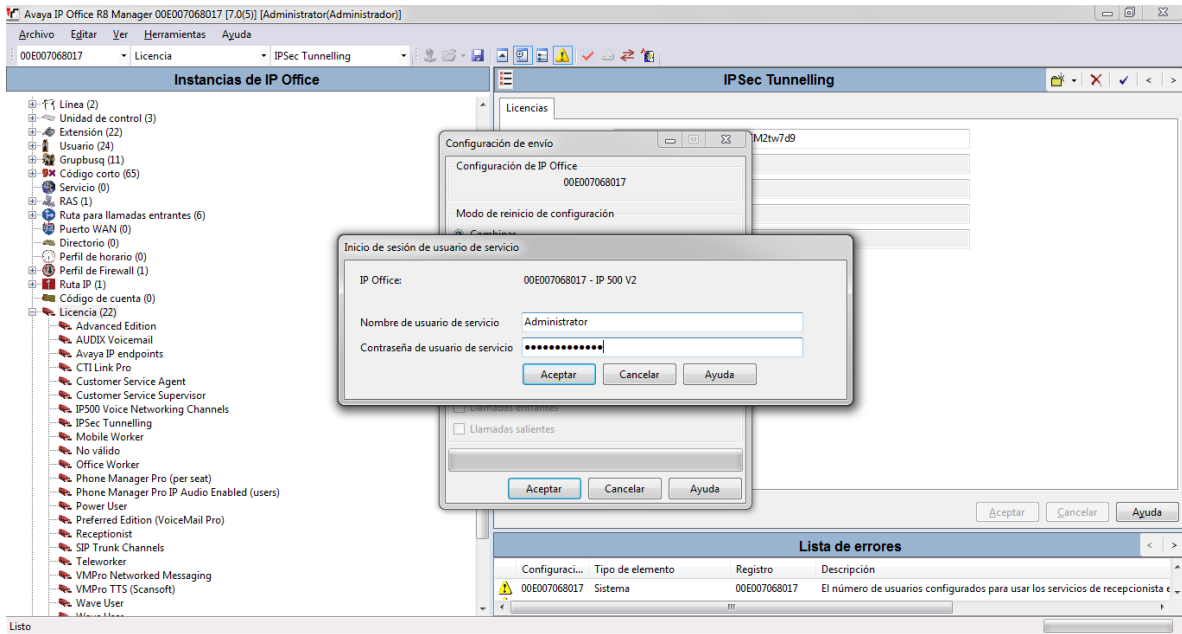 Avaya IP Office R8 Manager 00E007068017 [7.0(5)] [Administrator(Administrador)]
Archivo Editar Ver Herramientas Ayuda
00E007068017 Licencia IPSec Tunnelling
Instancias de IP Office
Línea (2)
Unidad de control (3)
Extensión (22)
Usuario (24)
Grupbusq (11)
Código corto (65)
Servicio (0)
RAS (1)
Ruta para llamadas entrantes (6)
Puerto WAN (0)
Directorio (0)
Perfil de horario (0)
Perfil de Firewall (1)
Ruta IP (1)
Código de cuenta (0)
Licencia (22)
Advanced Edition
AUDIX Voicemail
Avaya IP endpoints
CTI Link Pro
Customer Service Agent
Customer Service Supervisor
IP500 Voice Networking Channels
IPSec Tunnelling
Mobile Worker
No válido
Office Worker
Phone Manager Pro (per seat)
Phone Manager Pro IP Audio Enabled (users)
Power User
Preferred Edition (VoiceMail Pro)
Receptionist
SIP Trunk Channels
Teleworker
VMPro Networked Messaging
VMPro TTS (Scansoft)
Wave User
Wave User
IPSec Tunnelling
Licencias
M2tw7d9
Configuración de envío
Configuración de IP Office
00E007068017
Modo de reinicio de configuración
Combinar
Inicio de sesión de usuario de servicio
IP Office: 00E007068017 - IP 500 V2
Nombre de usuario de servicio Administrator
Contraseña de usuario de servicio •••••••••••••
Aceptar Cancelar Ayuda
Llamadas entrantes
Llamadas salientes
Aceptar Cancelar Ayuda
Aceptar Cancelar Ayuda
Lista de errores
Configuraci... Tipo de elemento Registro Descripción
00E007068017 Sistema 00E007068017 El número de usuarios configurados para usar los servicios de recepcionista e
Listo